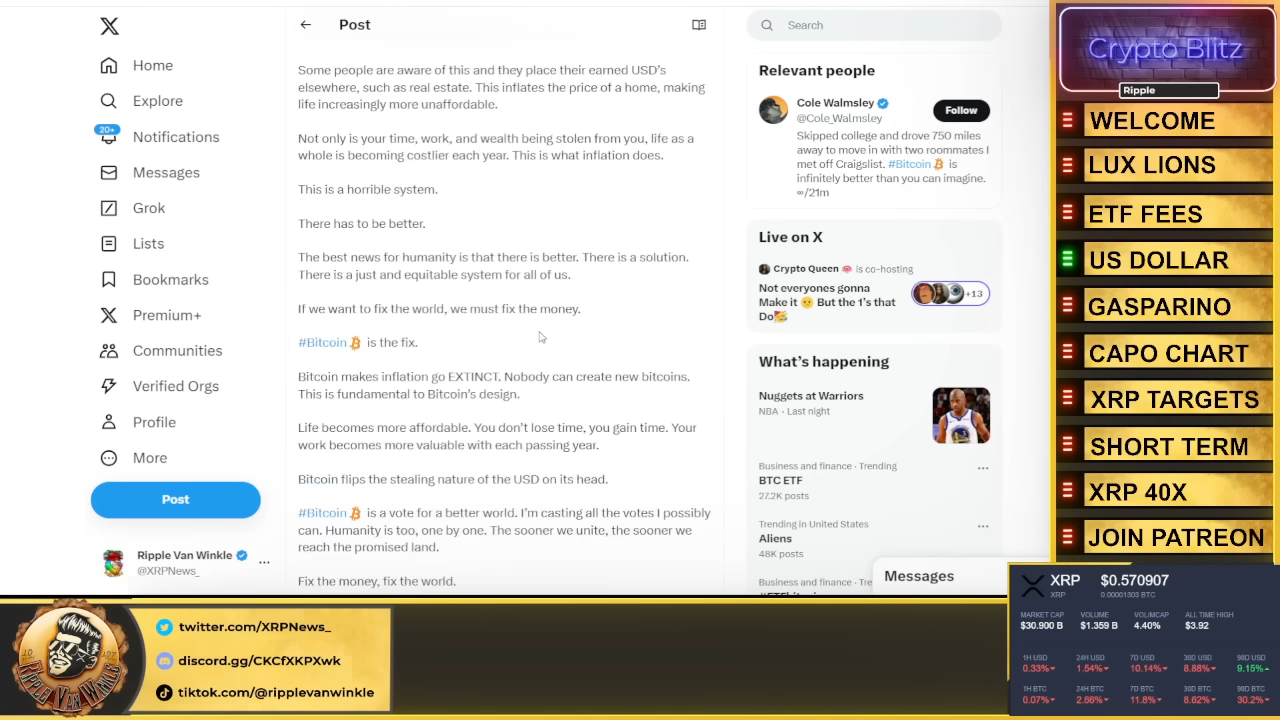 Post
Search
Home
Explore
20+
Notifications
Messages
Grok
Lists
Bookmarks
Premium+
Communities
Verified Orgs
Profile
More
Post
Ripple Van Winkle
@XRPNews_
Some people are aware of this and they place their earned USD's
elsewhere, such as real estate. This inflates the price of a home, making
life increasingly more unaffordable.
Not only is your time, work, and wealth being stolen from you, life as a
whole is becoming costlier each year. This is what inflation does.
This is a horrible system.
There has to be better.
The best news for humanity is that there is better. There is a solution.
There is a just and equitable system for all of us.
If we want to fix the world, we must fix the money.
#Bitcoin is the fix.
Bitcoin makes inflation go EXTINCT. Nobody can create new bitcoins.
This is fundamental to Bitcoin's design.
Life becomes more affordable. You don't lose time, you gain time. Your
work becomes more valuable with each passing year.
Bitcoin flips the stealing nature of the USD on its head.
#Bitcoin is a vote for a better world. I'm casting all the votes I possibly
can. Humanity is too, one by one. The sooner we unite, the sooner we
reach the promised land.
Fix the money, fix the world.
Relevant people
Cole Walmsley
@Cole_Walmsley
Follow
Skipped college and drove 750 miles
away to move in with two roommates I
met off Craigslist. #Bitcoin is
infinitely better than you can imagine.
∞/21m
Live on X
Crypto Queen is co-hosting
Not everyones gonna
Make it But the 1's that
Do
+13
What's happening
Nuggets at Warriors
NBA · Last night
Business and finance · Trending
BTC ETF
27.2K posts
Trending in United States
Aliens
48K posts
Business and finance · Tre
Messages
Crypto Blitz
Ripple
WELCOME
LUX LIONS
ETF FEES
US DOLLAR
GASPARINO
CAPO CHART
XRP TARGETS
SHORT TERM
XRP 40X
JOIN PATREON
XRP $0.570907
XRP 0.00001303 BTC
MARKET CAP VOLUME VOL/MCAP ALL TIME HIGH
$30.900 B $1.359 B 4.40% $3.92
1H USD 24H USD 7D USD 30D USD 90D USD
0.33% 1.54% 10.14% 8.88% 9.15%
1H BTC 24H BTC 7D BTC 30D BTC 90D BTC
0.07% 2.66% 11.8% 8.62% 30.2%
RIPPLE VAN WINKLE
twitter.com/XRPNews_
discord.gg/CKCfXKPXwk
tiktok.com/@ripplevanwinkle